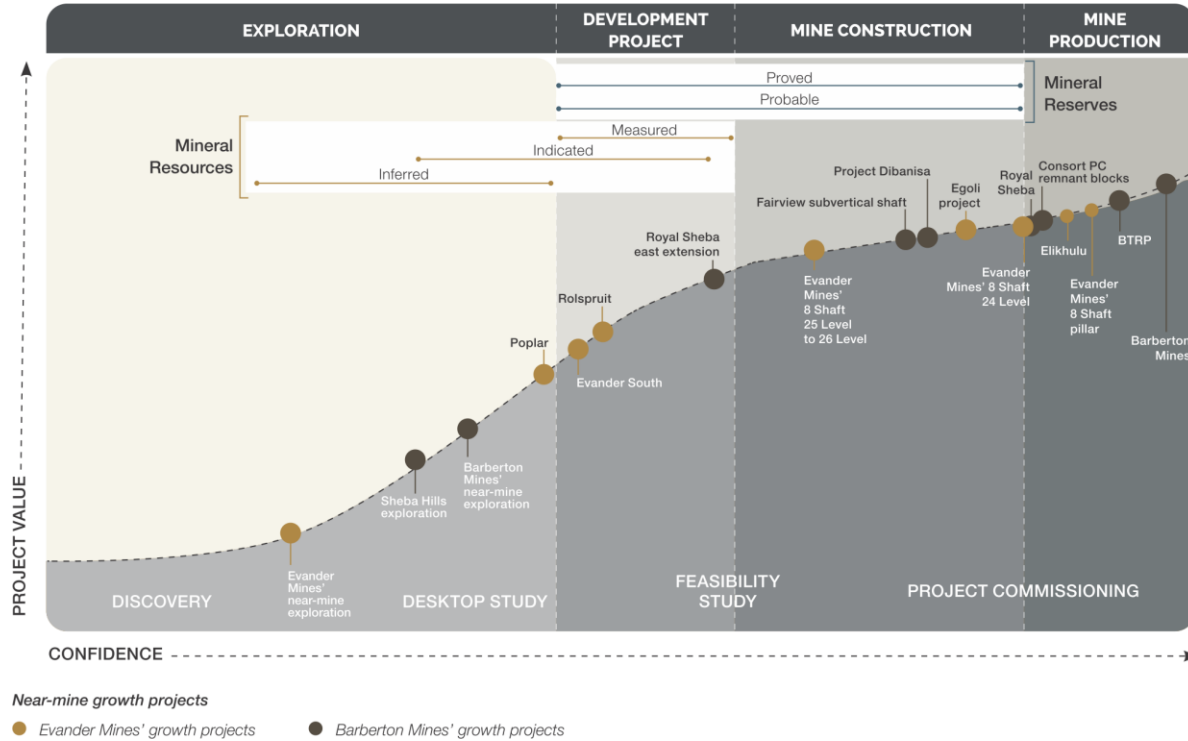 EXPLORATION
DEVELOPMENT
PROJECT
MINE CONSTRUCTION
MINE
PRODUCTION
Proved
Probable
Mineral
Reserves
Measured
Indicated
Inferred
Mineral
Resources
Project Dibanisa
Fairview subvertical shaft
Egoli
project
Royal
Sheba
Consort PC
remnant blocks
Royal Sheba
east extension
Rolspruit
Poplar
Evander South
Evander
Mines'
8 Shaft
25 Level
to 26 Level
Evander
Mines' 8 Shaft
24 Level
Elikhulu
Evander
Mines'
8 Shaft
pillar
BTRP
Barberton
Mines
Barberton
Mines'
near-mine
exploration
Sheba Hills
exploration
Evander
Mines'
near-mine
exploration
DISCOVERY
DESKTOP STUDY
FEASIBILITY
STUDY
PROJECT COMMISSIONING
PROJECT VALUE
CONFIDENCE
Near-mine growth projects
Evander Mines' growth projects
Barberton Mines' growth projects